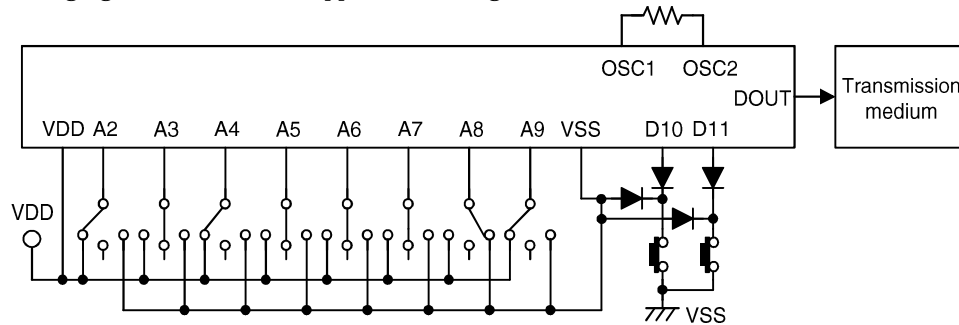 OSC1 OSC2
DOUT
Transmission
medium
VDD A2 A3 A4 A5 A6 A7 A8 A9 VSS D10 D11
VDD
VSS